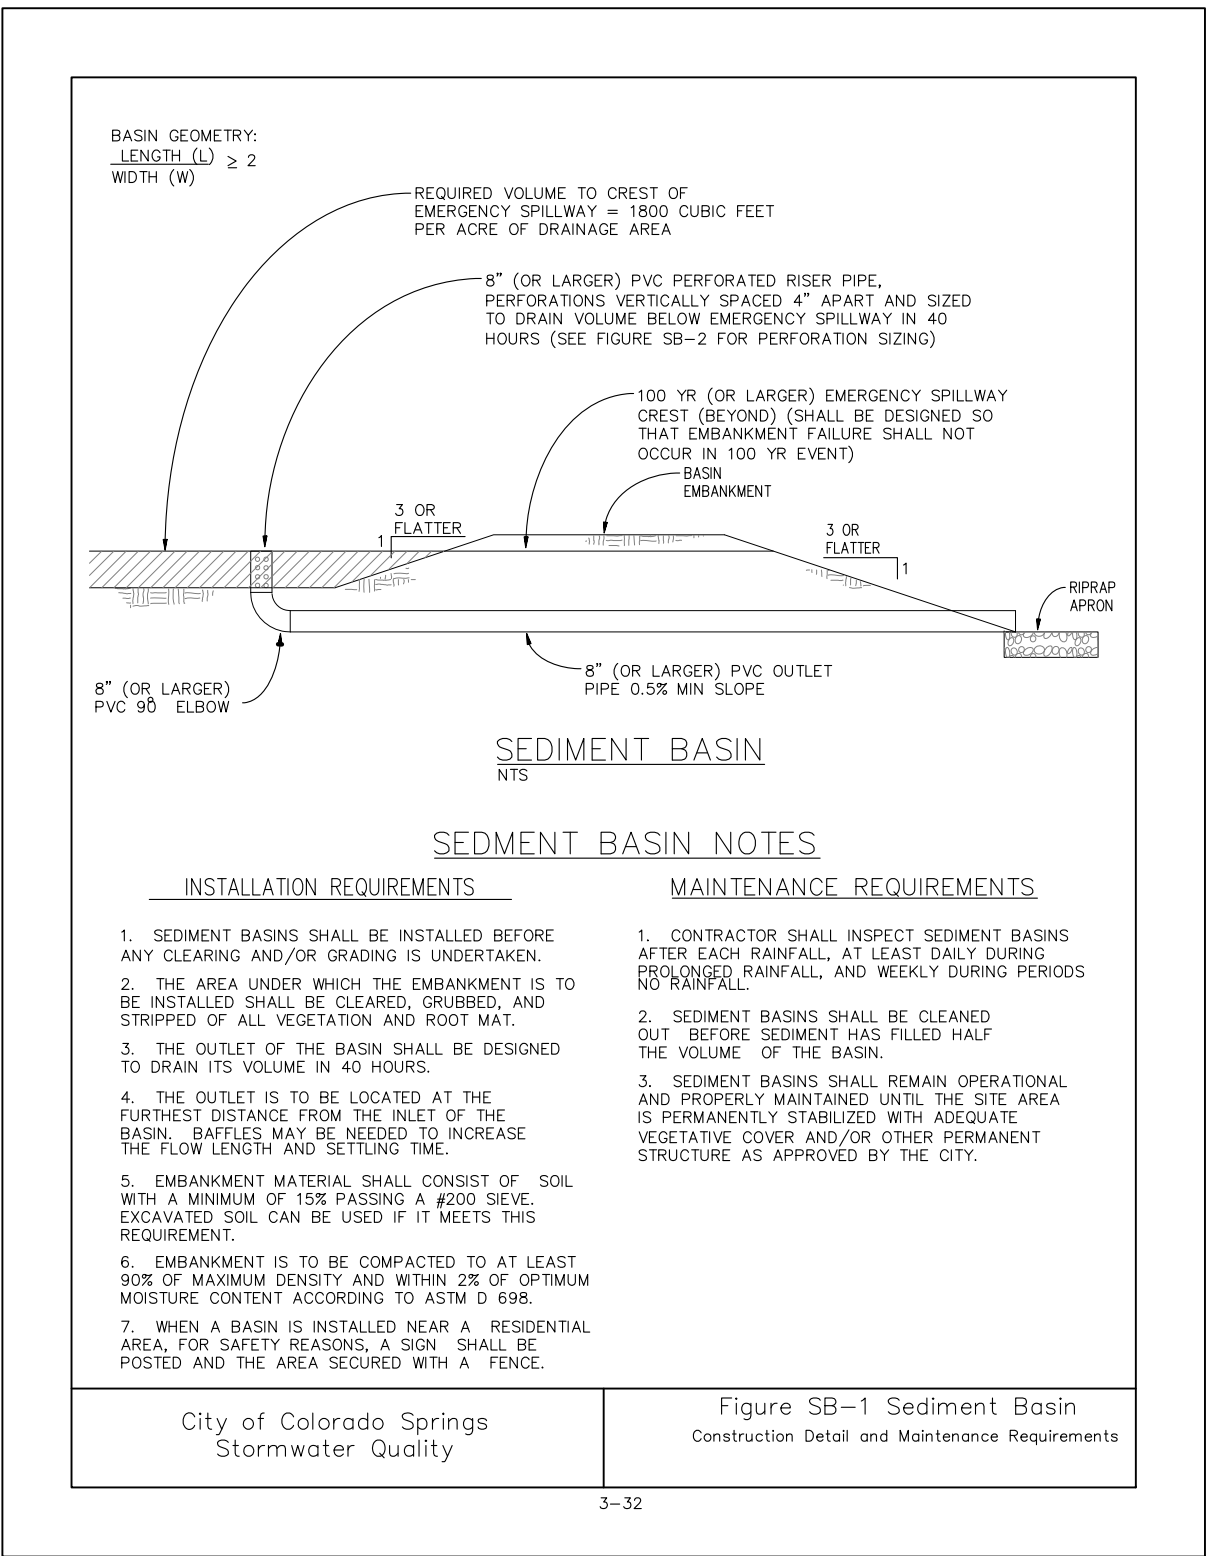 BASIN GEOMETRY:
LENGTH (L) ≥ 2
WIDTH (W)
REQUIRED VOLUME TO CREST OF
EMERGENCY SPILLWAY = 1800 CUBIC FEET
PER ACRE OF DRAINAGE AREA
8" (OR LARGER) PVC PERFORATED RISER PIPE,
PERFORATIONS VERTICALLY SPACED 4" APART AND SIZED
TO DRAIN VOLUME BELOW EMERGENCY SPILLWAY IN 40
HOURS (SEE FIGURE SB-2 FOR PERFORATION SIZING)
100 YR (OR LARGER) EMERGENCY SPILLWAY
CREST (BEYOND) (SHALL BE DESIGNED SO
THAT EMBANKMENT FAILURE SHALL NOT
OCCUR IN 100 YR EVENT)
BASIN
EMBANKMENT
3 OR
FLATTER
1
3 OR
FLATTER
1
RIPRAP
APRON
8" (OR LARGER) PVC OUTLET
PIPE 0.5% MIN SLOPE
8" (OR LARGER)
PVC 90° ELBOW
SEDIMENT BASIN
NTS
SEDMENT BASIN NOTES
INSTALLATION REQUIREMENTS
1. SEDIMENT BASINS SHALL BE INSTALLED BEFORE
ANY CLEARING AND/OR GRADING IS UNDERTAKEN.
2. THE AREA UNDER WHICH THE EMBANKMENT IS TO
BE INSTALLED SHALL BE CLEARED, GRUBBED, AND
STRIPPED OF ALL VEGETATION AND ROOT MAT.
3. THE OUTLET OF THE BASIN SHALL BE DESIGNED
TO DRAIN ITS VOLUME IN 40 HOURS.
4. THE OUTLET IS TO BE LOCATED AT THE
FURTHEST DISTANCE FROM THE INLET OF THE
BASIN. BAFFLES MAY BE NEEDED TO INCREASE
THE FLOW LENGTH AND SETTLING TIME.
5. EMBANKMENT MATERIAL SHALL CONSIST OF SOIL
WITH A MINIMUM OF 15% PASSING A #200 SIEVE.
EXCAVATED SOIL CAN BE USED IF IT MEETS THIS
REQUIREMENT.
6. EMBANKMENT IS TO BE COMPACTED TO AT LEAST
90% OF MAXIMUM DENSITY AND WITHIN 2% OF OPTIMUM
MOISTURE CONTENT ACCORDING TO ASTM D 698.
7. WHEN A BASIN IS INSTALLED NEAR A RESIDENTIAL
AREA, FOR SAFETY REASONS, A SIGN SHALL BE
POSTED AND THE AREA SECURED WITH A FENCE.
MAINTENANCE REQUIREMENTS
1. CONTRACTOR SHALL INSPECT SEDIMENT BASINS
AFTER EACH RAINFALL, AT LEAST DAILY DURING
PROLONGED RAINFALL, AND WEEKLY DURING PERIODS
NO RAINFALL.
2. SEDIMENT BASINS SHALL BE CLEANED
OUT BEFORE SEDIMENT HAS FILLED HALF
THE VOLUME OF THE BASIN.
3. SEDIMENT BASINS SHALL REMAIN OPERATIONAL
AND PROPERLY MAINTAINED UNTIL THE SITE AREA
IS PERMANENTLY STABILIZED WITH ADEQUATE
VEGETATIVE COVER AND/OR OTHER PERMANENT
STRUCTURE AS APPROVED BY THE CITY.
City of Colorado Springs
Stormwater Quality
Figure SB-1 Sediment Basin
Construction Detail and Maintenance Requirements
3-32